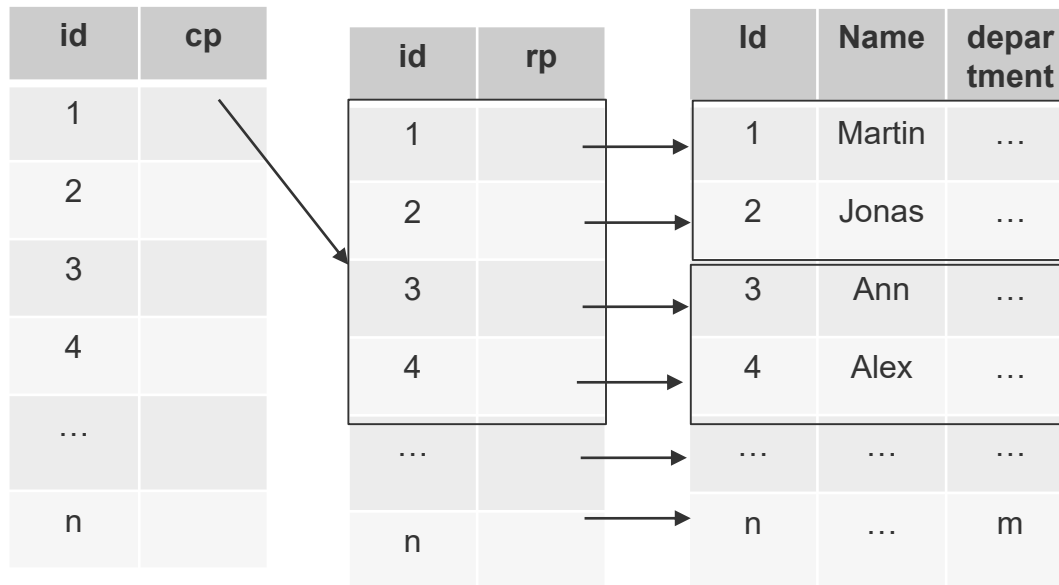 id cp
1
2
3
4
…
n
id rp
1
2
3
4
…
n
Id Name depar
tment
1 Martin …
2 Jonas …
3 Ann …
4 Alex …
… … …
n … m